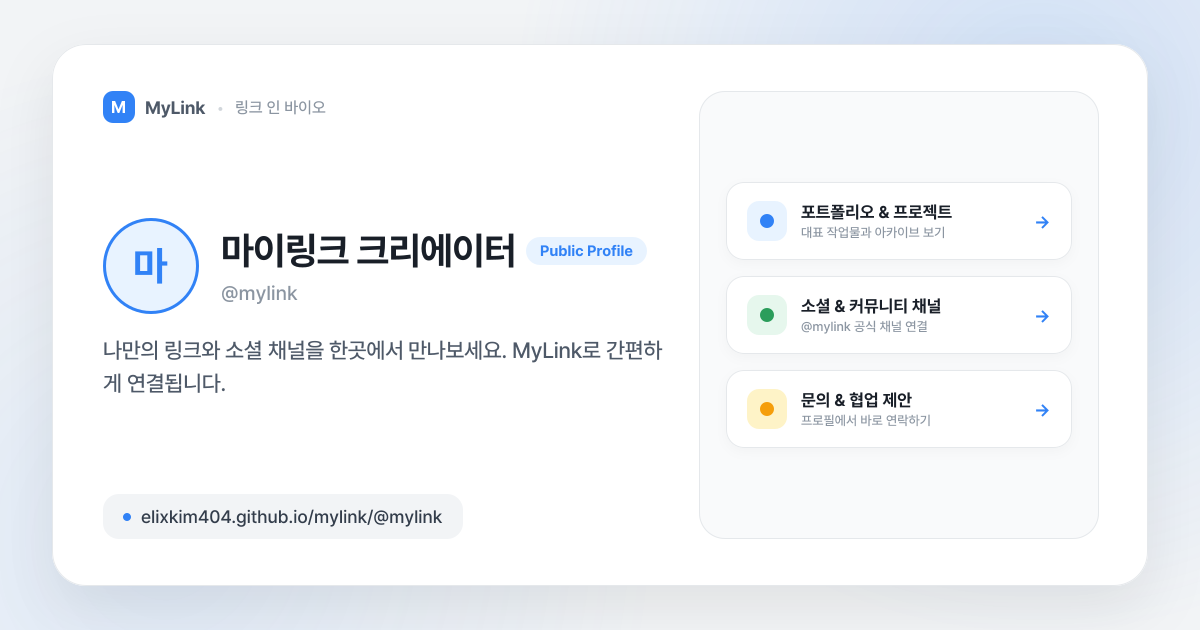 M MyLink • 링크 인 바이오
마
마이링크 크리에이터 Public Profile
@mylink
나만의 링크와 소셜 채널을 한곳에서 만나보세요. MyLink로 간편하
게 연결됩니다.
elixkim404.github.io/mylink/@mylink
포트폴리오 & 프로젝트
대표 작업물과 아카이브 보기
소셜 & 커뮤니티 채널
@mylink 공식 채널 연결
문의 & 협업 제안
프로필에서 바로 연락하기